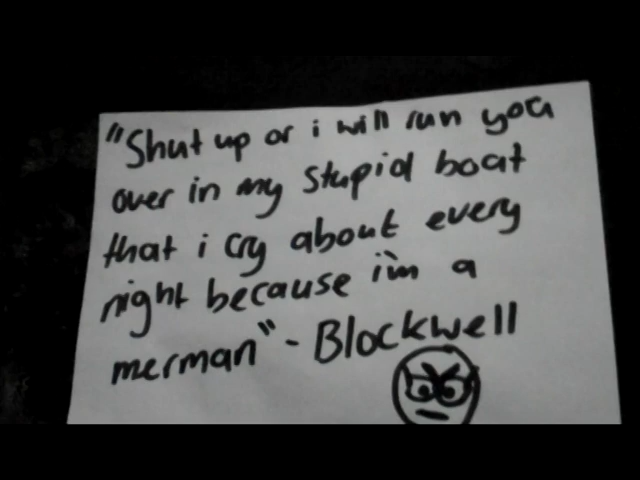 "Shut up or i will run you
over in my stupid boat
that i cry about every
night because i'm a
merman" - Blockwell